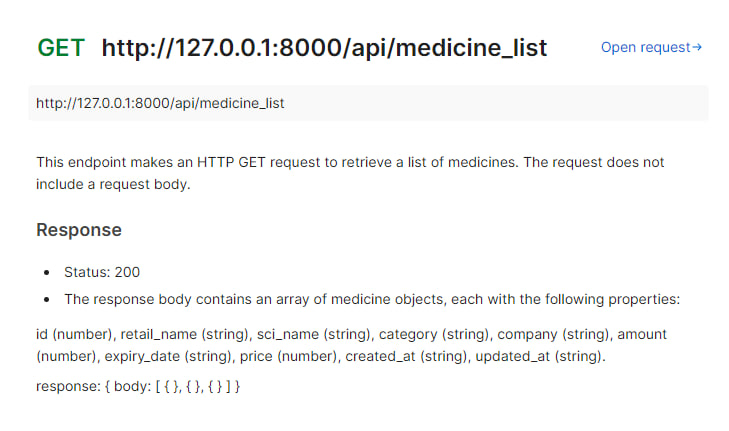 GET http://127.0.0.1:8000/api/medicine_list Open request→
http://127.0.0.1:8000/api/medicine_list
This endpoint makes an HTTP GET request to retrieve a list of medicines. The request does not
include a request body.
Response
• Status: 200
• The response body contains an array of medicine objects, each with the following properties:
id (number), retail_name (string), sci_name (string), category (string), company (string), amount
(number), expiry_date (string), price (number), created_at (string), updated_at (string).
response: { body: [ { }, { }, { } ] }